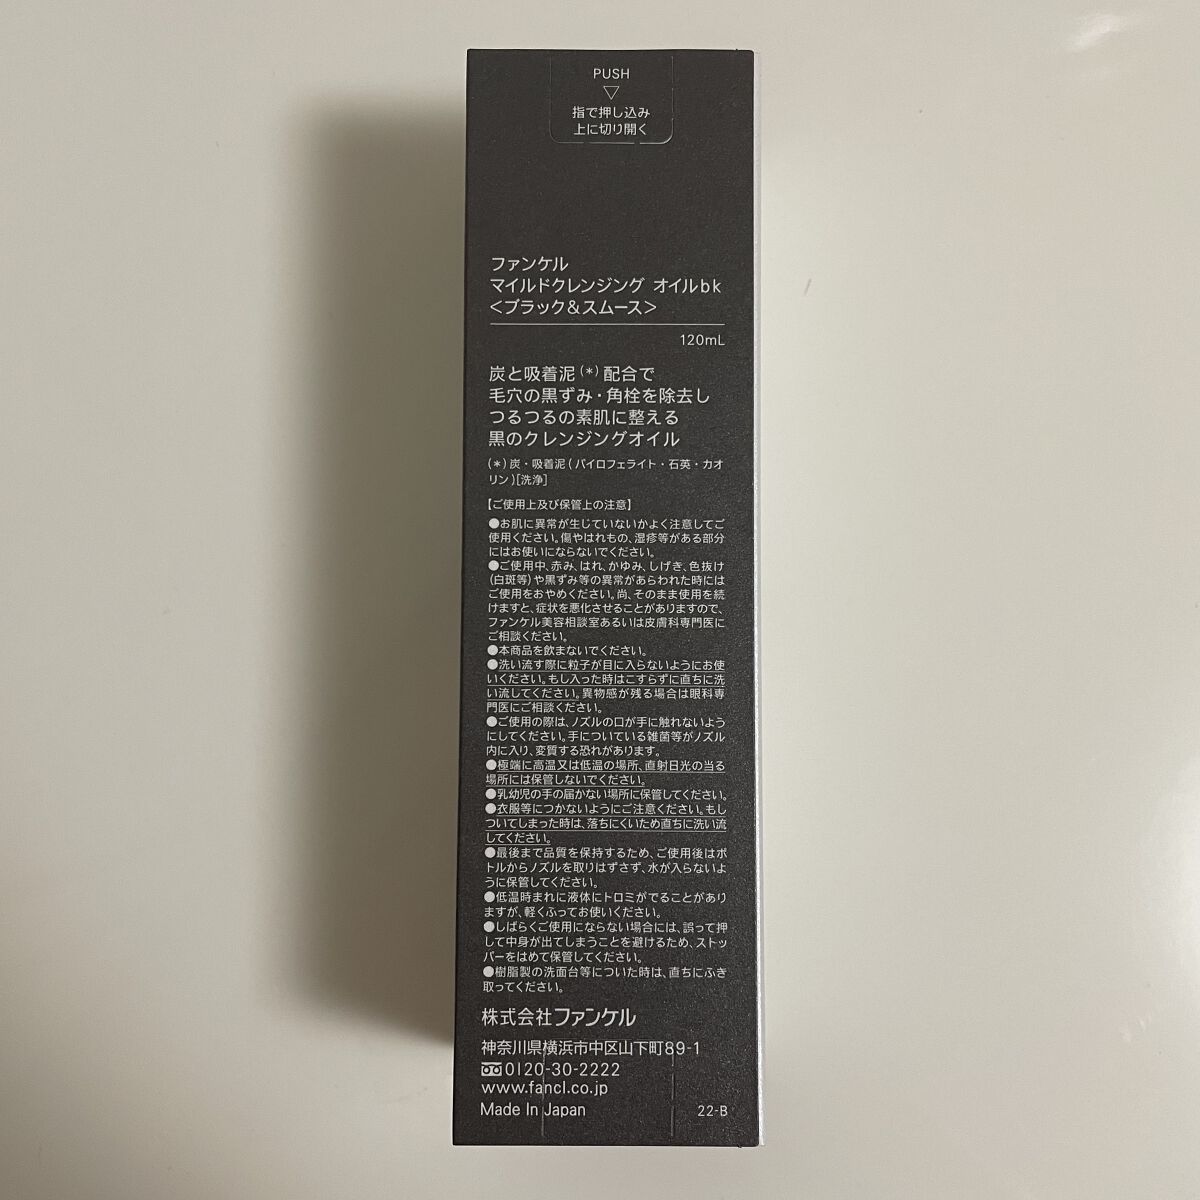 PUSH
▽
指で押し込み
上に切り開く
ファンケル
マイルドクレンジング オイルbk
<ブラック&スムース>
120mL
炭と吸着泥(*)配合で
毛穴の黒ずみ・角栓を除去し
つるつるの素肌に整える
黒のクレンジングオイル
(*)炭・吸着泥(パイロフェライト・石英・カオ
リン)[洗浄]
【ご使用上及び保管上の注意】
●お肌に異常が生じていないかよく注意してご
使用ください。傷やはれもの、湿疹等がある部分
にはお使いにならないでください。
●ご使用中、赤み、はれ、かゆみ、しげき、色抜け
(白斑等)や黒ずみ等の異常があらわれた時には
ご使用をおやめください。尚、そのまま使用を続
けますと、症状を悪化させることがありますので、
ファンケル美容相談室あるいは皮膚科専門医に
ご相談ください。
●本商品を飲まないでください。
●洗い流す際に粒子が目に入らないようにお使
いください。もし入った時はこすらずに直ちに洗
い流してください。異物感が残る場合は眼科専
門医にご相談ください。
●ご使用の際は、ノズルの口が手に触れないよう
にしてください。手についている雑菌等がノズル
内に入り、変質する恐れがあります。
●極端に高温又は低温の場所、直射日光の当る
場所には保管しないでください。
●乳幼児の手の届かない場所に保管してください。
●衣服等につかないようにご注意ください。もし
ついてしまった時は、落ちにくいため直ちに洗い流
してください。
●最後まで品質を保持するため、ご使用後はボ
トルからノズルを取りはずさず、水が入らないよ
うに保管してください。
●低温時まれに液体にトロミがでることがあり
ますが、軽くふってお使いください。
●しばらくご使用にならない場合には、誤って押
して中身が出てしまうことを避けるため、ストッ
パーをはめて保管してください。
●樹脂製の洗面台等についた時は、直ちにふき
取ってください。
株式会社ファンケル
神奈川県横浜市中区山下町89-1
0120-30-2222
www.fancl.co.jp
Made In Japan
22-B